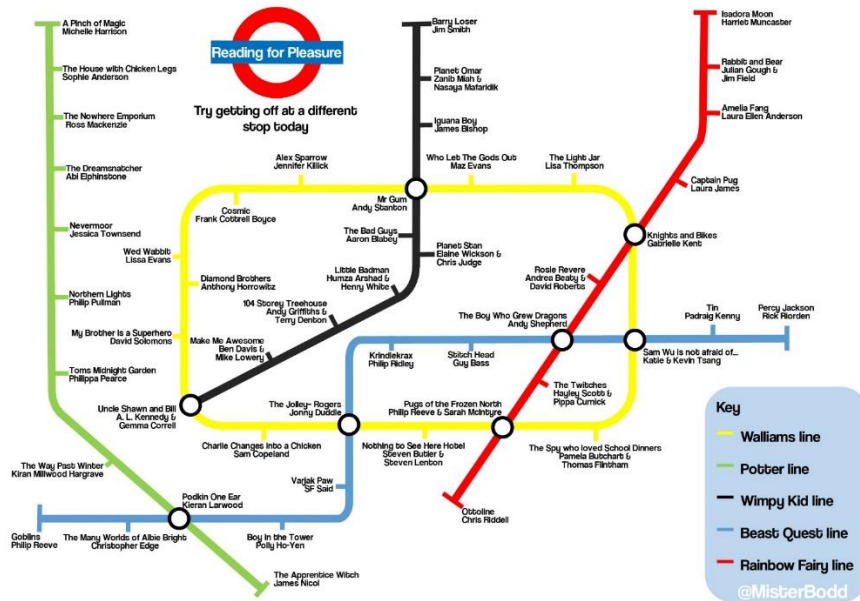 A Pinch of Magic
Michelle Harrison
The House with Chicken Legs
Sophie Anderson
The Nowhere Emporium
Ross Mackenzie
The Dreamsnatcher
Abi Elphinstone
Nevermoor
Jessica Townsend
Northern Lights
Philip Pullman
Toms Midnight Garden
Philippa Pearce
The Way Past Winter
Kiran Millwood Hargrave
Podkin One Ear
Kieran Larwood
The Apprentice Witch
James Nicol
Reading for Pleasure
Try getting off at a different
stop today
Barry Loser
Jim Smith
Planet Omar
Zanib Miah &
Nasaya Mafaridik
Iguana Boy
James Bishop
Mr Gum
Andy Stanton
The Bad Guys
Aaron Blabey
Planet Stan
Elaine Wickson &
Chris Judge
Little Badman
Humza Arshad &
Henry White
104 Storey Treehouse
Andy Griffiths &
Terry Denton
Make Me Awesome
Ben Davis &
Mike Lowery
Uncle Shawn and Bill
A. L. Kennedy &
Gemma Correll
Alex Sparrow
Jennifer Killick
Cosmic
Frank Cottrell Boyce
Wed Wabbit
Lissa Evans
Diamond Brothers
Anthony Horrowitz
My Brother Is a Superhero
David Solomons
Who Let The Gods Out
Maz Evans
The Light Jar
Lisa Thompson
Isadora Moon
Harriet Muncaster
Rabbit and Bear
Julian Gough &
Jim Field
Amelia Fang
Laura Ellen Anderson
Captain Pug
Laura James
Knights and Bikes
Gabrielle Kent
Rosie Revere
Andrea Beaty &
David Roberts
The Boy Who Grew Dragons
Andy Shepherd
Tin
Padraig Kenny
Percy Jackson
Rick Riorden
Sam Wu is not afraid of...
Katie & Kevin Tsang
Krindlekrax
Philip Ridley
Stitch Head
Guy Bass
The Twitches
Hayley Scott &
Pippa Curnick
Pugs of the Frozen North
Philip Reeve & Sarah McIntyre
The Jolley- Rogers
Jonny Duddle
Charlie Changes Into a Chicken
Sam Copeland
Nothing to See Here Hotel
Steven Butler &
Steven Lenton
The Spy who loved School Dinners
Pamela Butchart &
Thomas Flintham
Varjak Paw
SF Said
Ottoline
Chris Riddell
Goblins
Philip Reeve
The Many Worlds of Albie Bright
Christopher Edge
Boy in the Tower
Polly Ho-Yen
Key
Walliams line
Potter line
Wimpy Kid line
Beast Quest line
Rainbow Fairy line
@MisterBodd